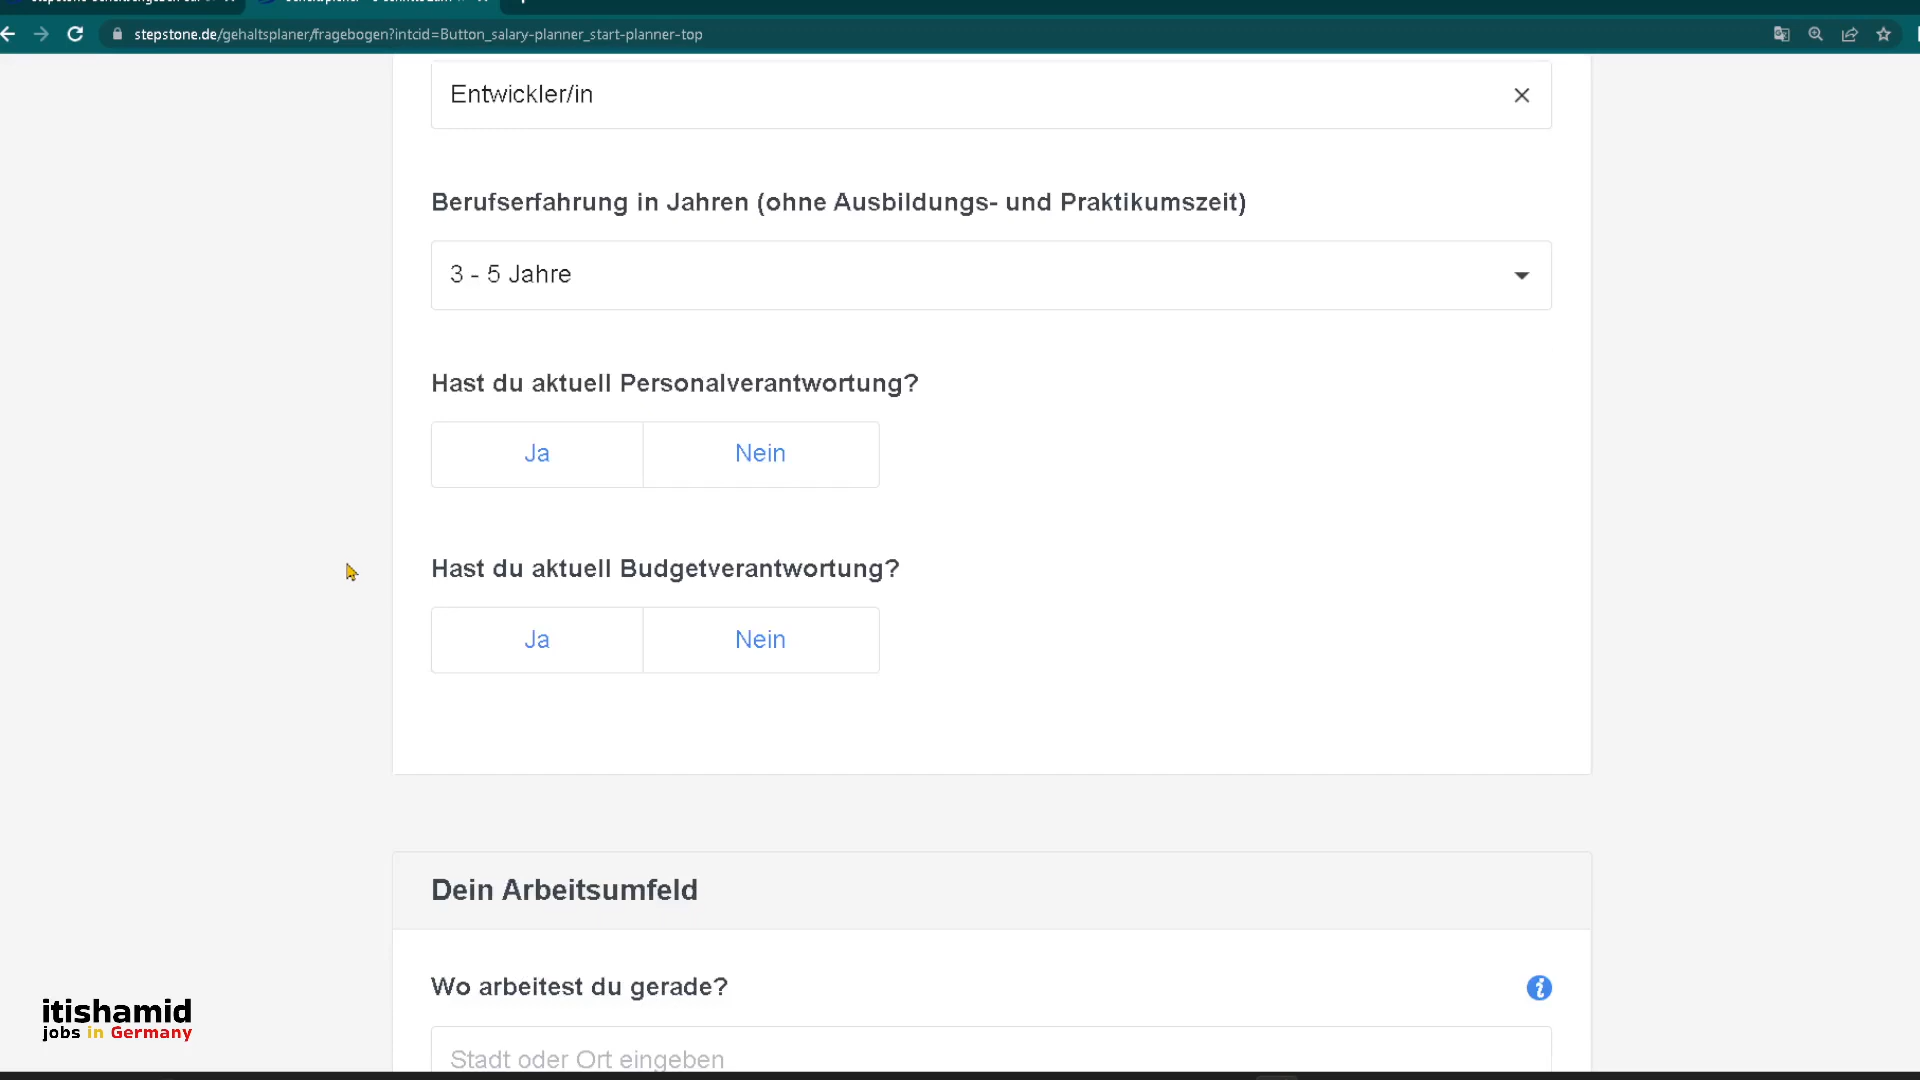 stepstone.de/gehaltsplaner/fragebogen?intcid=Button_salary-planner_start-planner-top
Entwickler/in
Berufserfahrung in Jahren (ohne Ausbildungs- und Praktikumszeit)
3 - 5 Jahre
Hast du aktuell Personalverantwortung?
Ja Nein
Hast du aktuell Budgetverantwortung?
Ja Nein
Dein Arbeitsumfeld
Wo arbeitest du gerade?
Stadt oder Ort eingeben
itishamid
jobs in Germany